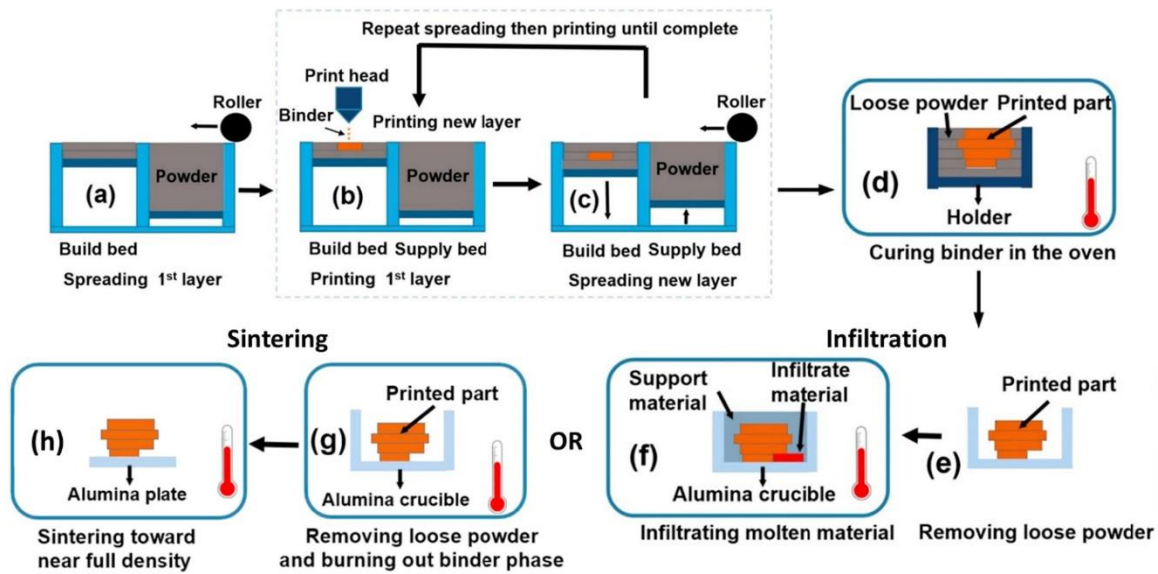 Repeat spreading then printing until complete
Roller
(a)
Powder
Build bed
Spreading 1st layer
Print head
Binder
Printing new layer
(b)
Powder
Build bed Supply bed
Printing 1st layer
Roller
(c)
Powder
Build bed Supply bed
Spreading new layer
Loose powder Printed part
(d)
Holder
Curing binder in the oven
Sintering
(h)
Alumina plate
Sintering toward
near full density
Printed part
(g)
Alumina crucible
Removing loose powder
and burning out binder phase
OR
Infiltration
Support
material
Infiltrate
material
(f)
Alumina crucible
Infiltrating molten material
Printed part
(e)
Removing loose powder